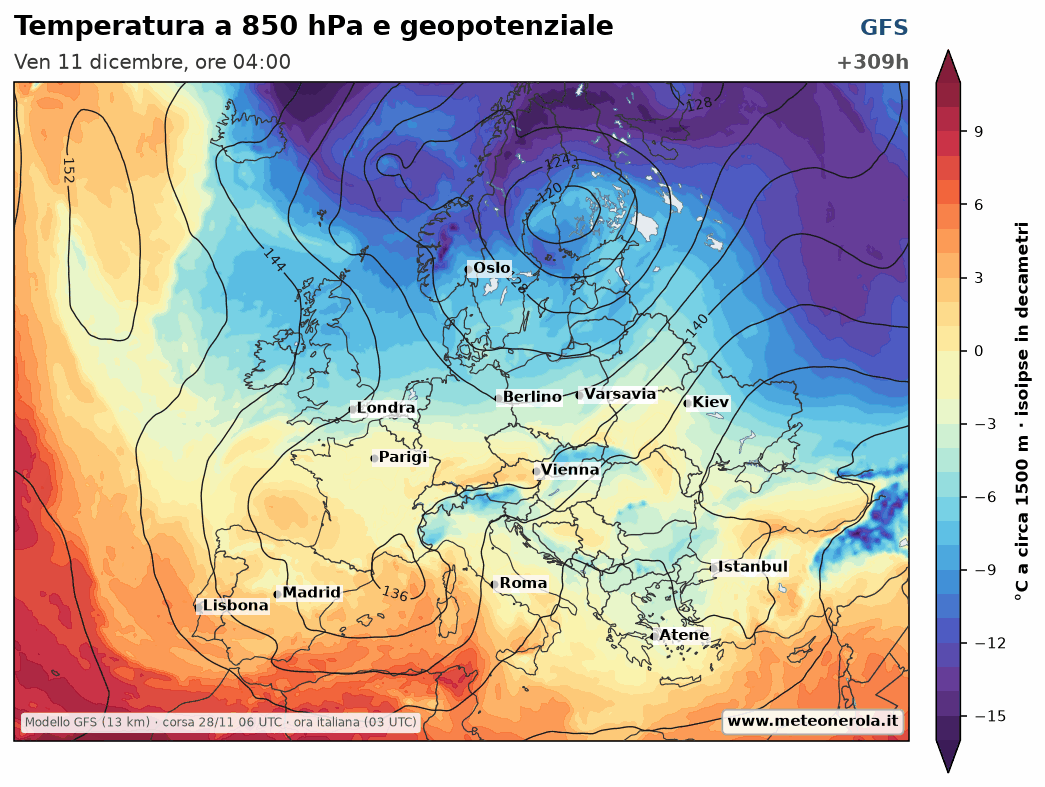 Temperatura a 850 hPa e geopotenziale
GFS
Ven 11 dicembre, ore 04:00
+309h
152
128
124
120
144
Oslo
28
140
Berlino
Varsavia
Kiev
Londra
Parigi
Vienna
Istanbul
Roma
Madrid
136
Lisbona
Atene
Modello GFS (13 km) · corsa 28/11 06 UTC · ora italiana (03 UTC)
www.meteonerola.it
9
6
3
0
−3
−6
−9
−12
−15
°C a circa 1500 m · isoipse in decametri